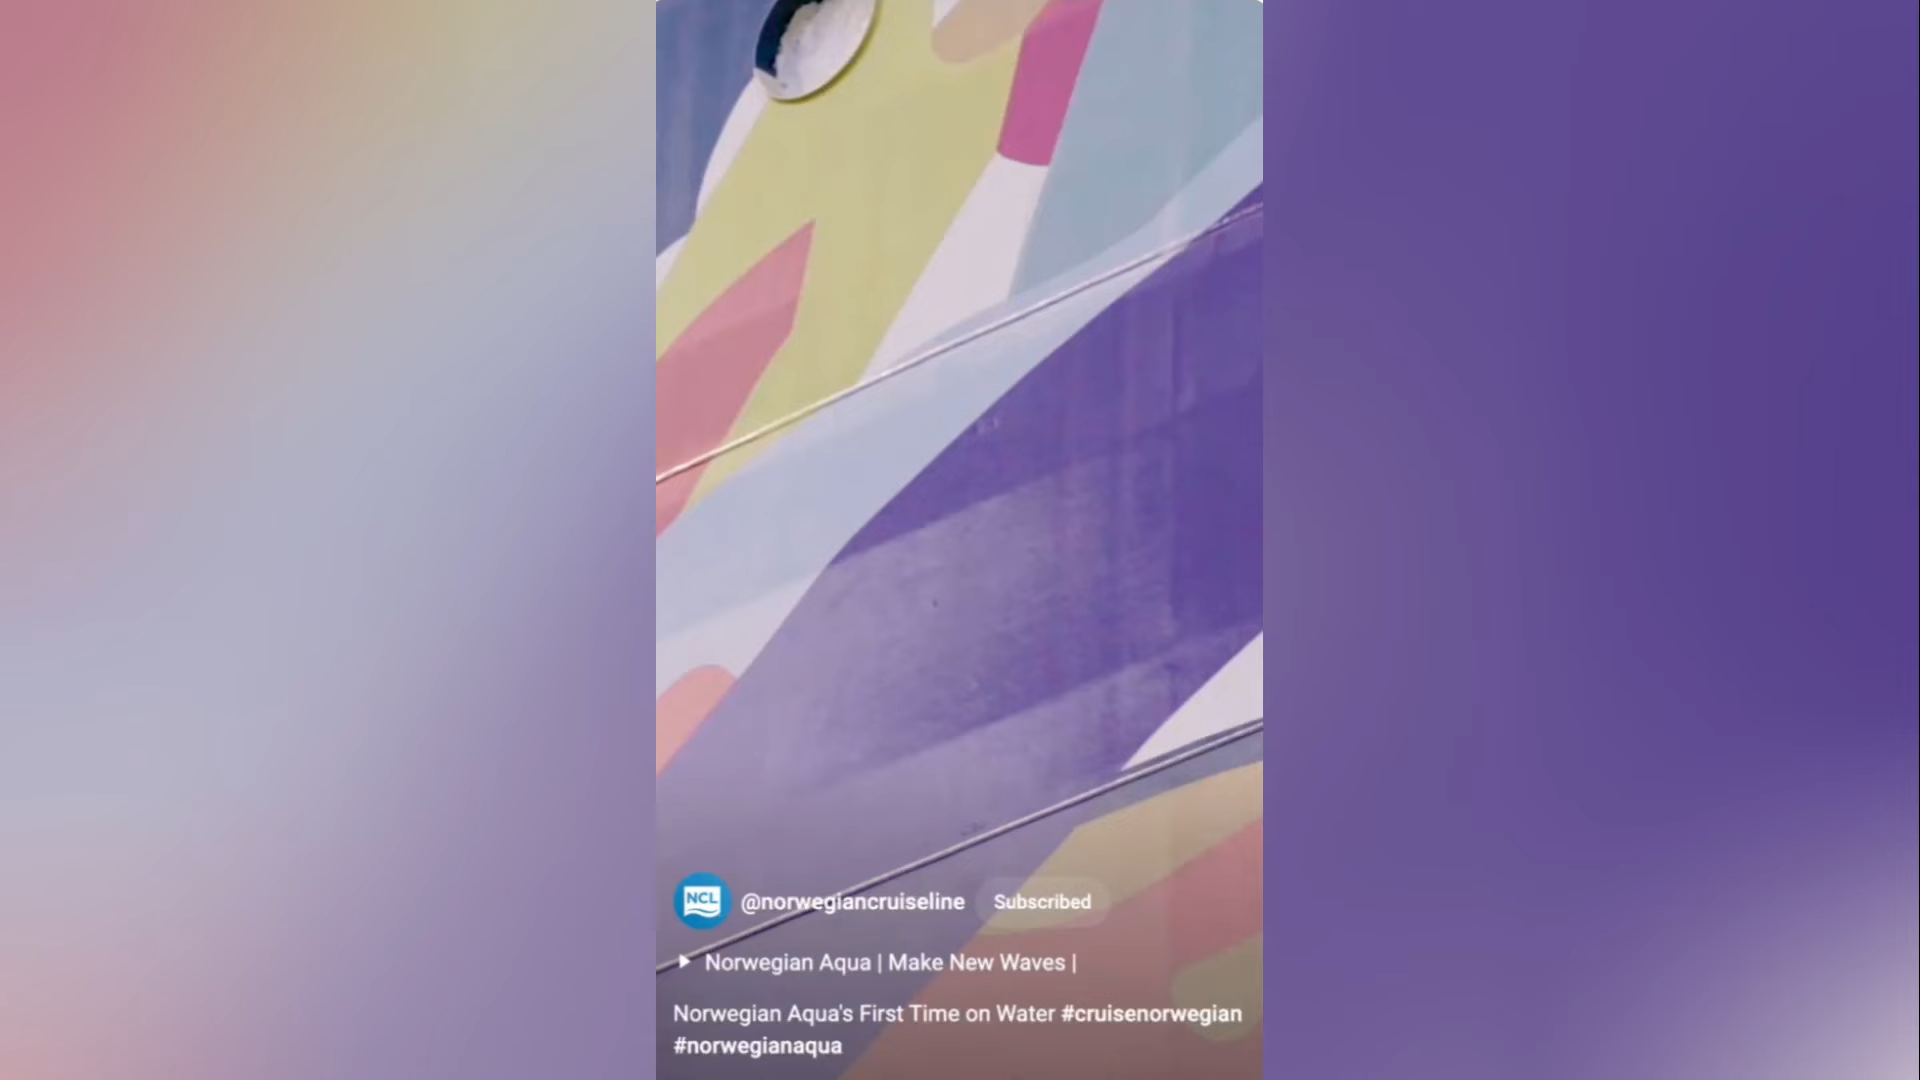 NCL
@norwegiancruiseline Subscribed
Norwegian Aqua | Make New Waves |
Norwegian Aqua's First Time on Water #cruisenorwegian
#norwegianaqua